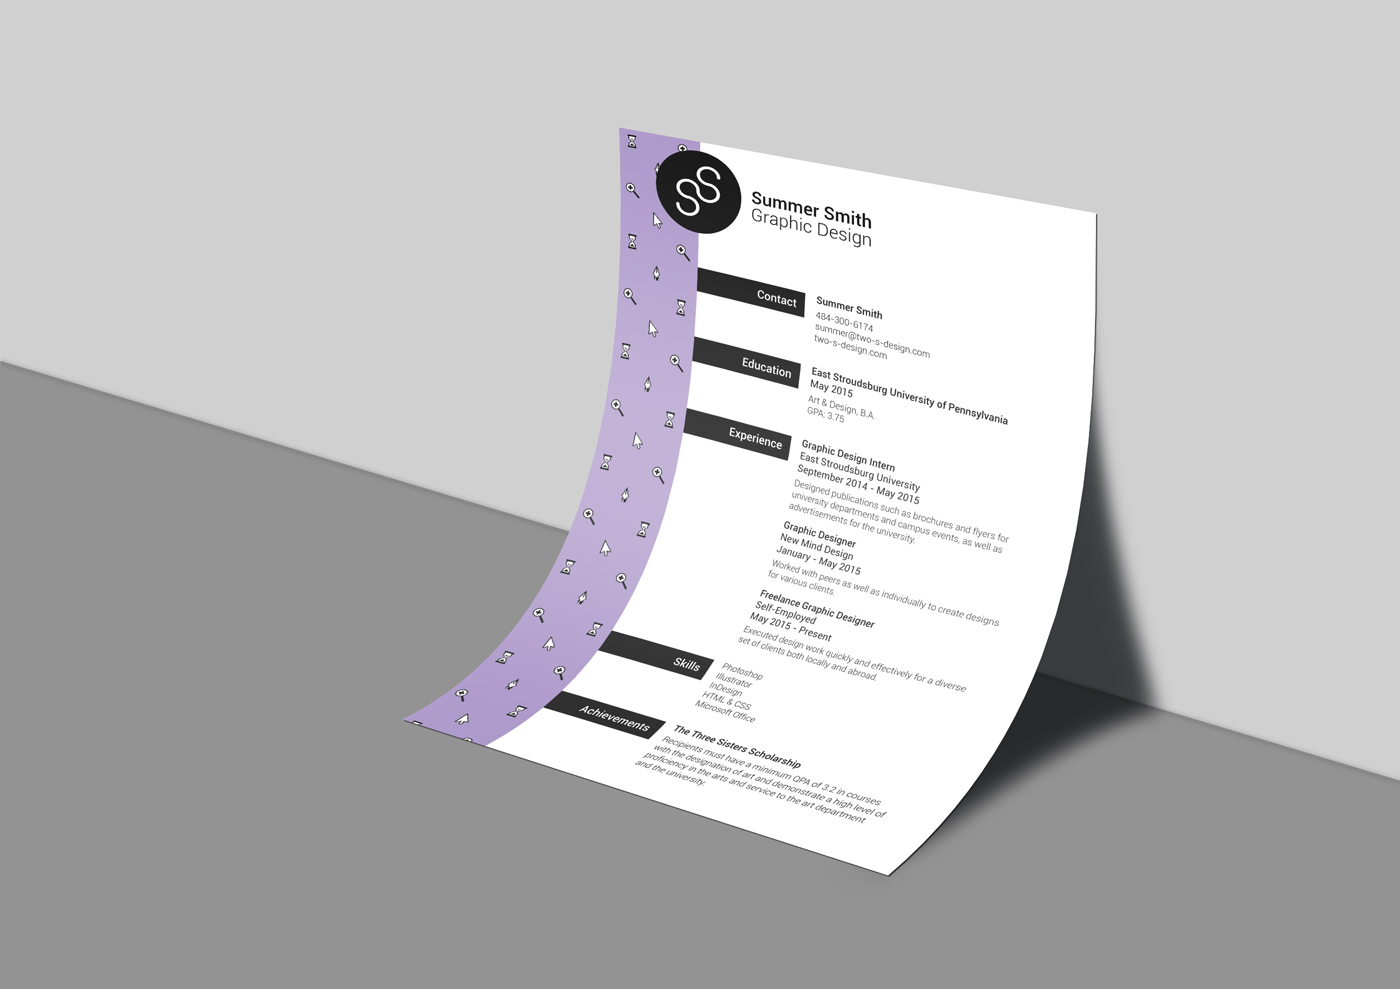 SS
Summer Smith
Graphic Design
Contact
Summer Smith
484-300-6174
summer@two-s-design.com
two-s-design.com
Education
East Stroudsburg University of Pennsylvania
May 2015
Art & Design, B.A.
GPA: 3.75
Experience
Graphic Design Intern
East Stroudsburg University
September 2014 - May 2015
Designed publications such as brochures and flyers for
university departments and campus events, as well as
advertisements for the university.
Graphic Designer
New Mind Design
January - May 2015
Worked with peers as well as individually to create designs
for various clients.
Freelance Graphic Designer
Self-Employed
May 2015 - Present
Executed design work quickly and effectively for a diverse
set of clients both locally and abroad.
Skills
Photoshop
Illustrator
InDesign
HTML & CSS
Microsoft Office
Achievements
The Three Sisters Scholarship
Recipients must have a minimum OPA of 3.2 in courses
with the designation of art and demonstrate a high level of
proficiency in the arts and service to the art department
and the university.